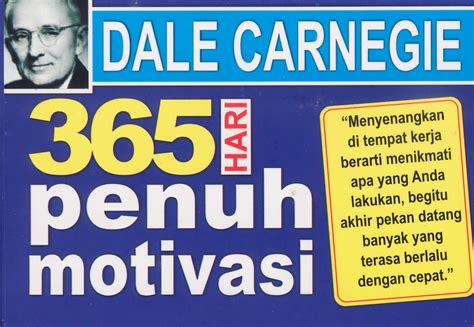 DALE CARNEGIE
365 HARI
penuh
motivasi
“Menyenangkan
di tempat kerja
berarti menikmati
apa yang Anda
lakukan, begitu
akhir pekan datang
banyak yang
terasa berlalu
dengan cepat.”